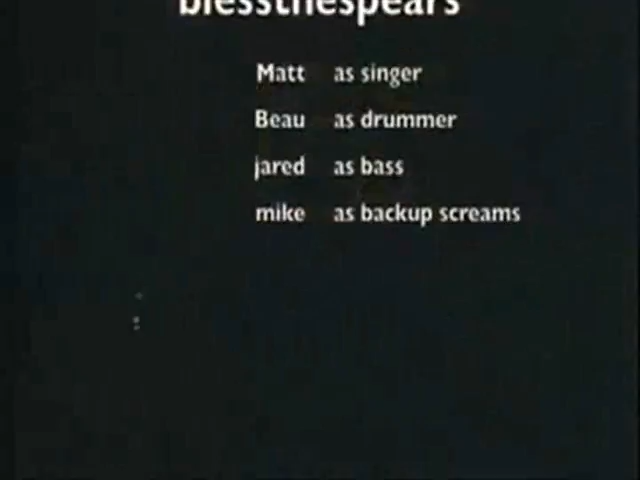 blessthespears
Matt as singer
Beau as drummer
jared as bass
mike as backup screams